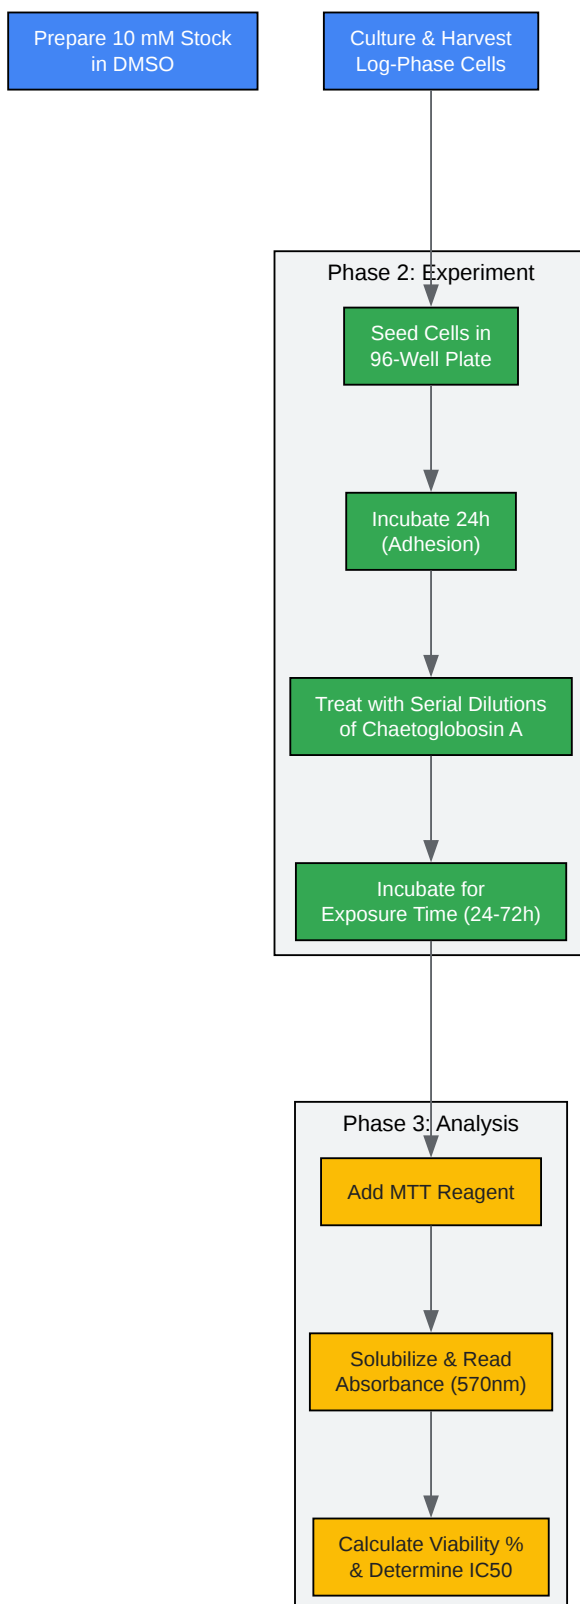 Prepare 10 mM Stock
in DMSO
Culture & Harvest
Log-Phase Cells
Phase 2: Experiment
Seed Cells in
96-Well Plate
Incubate 24h
(Adhesion)
Treat with Serial Dilutions
of Chaetoglobosin A
Incubate for
Exposure Time (24-72h)
Phase 3: Analysis
Add MTT Reagent
Solubilize & Read
Absorbance (570nm)
Calculate Viability %
& Determine IC50